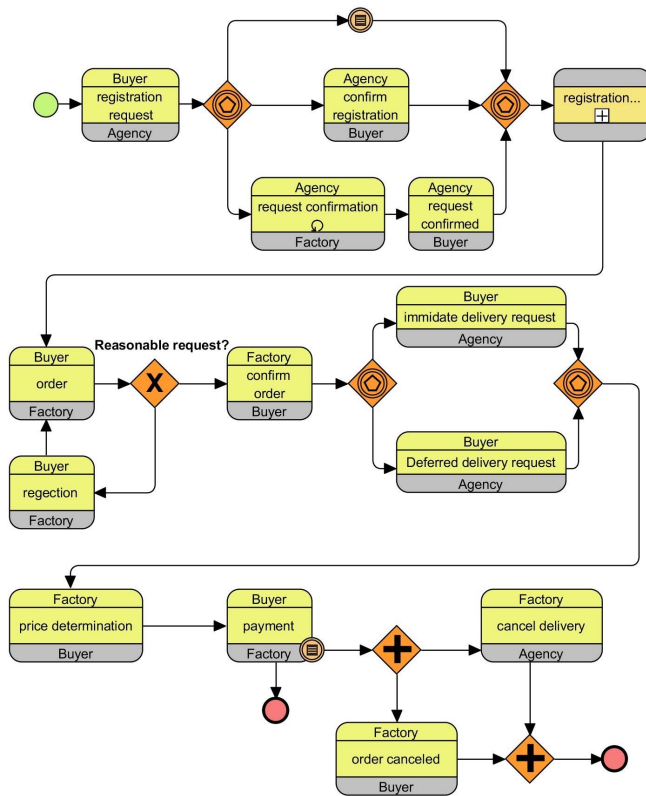 Buyer
registration
request
Agency
Agency
confirm
registration
Buyer
registration...
Agency
request confirmation
Factory
Agency
request
confirmed
Buyer
Reasonable request?
Buyer
order
Factory
X
Factory
confirm
order
Buyer
Buyer
immidate delivery request
Agency
Buyer
regection
Factory
Buyer
Deferred delivery request
Agency
Factory
price determination
Buyer
Buyer
payment
Factory
Factory
cancel delivery
Agency
Factory
order canceled
Buyer